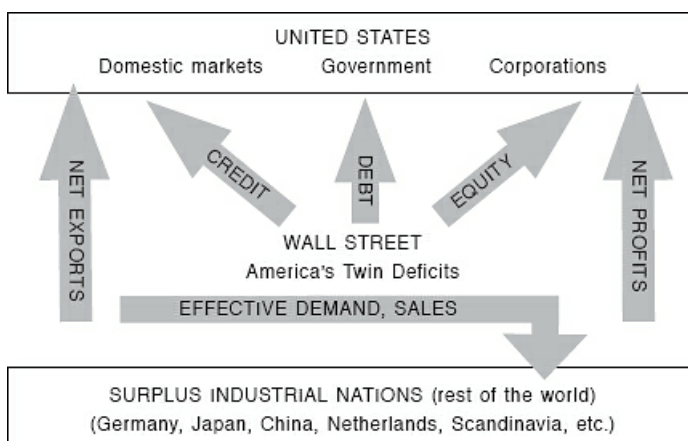 UNITED STATES
Domestic markets Government Corporations
NET EXPORTS
CREDIT
DEBT
EQUITY
NET PROFITS
WALL STREET
America's Twin Deficits
EFFECTIVE DEMAND, SALES
SURPLUS INDUSTRIAL NATIONS (rest of the world)
(Germany, Japan, China, Netherlands, Scandinavia, etc.)